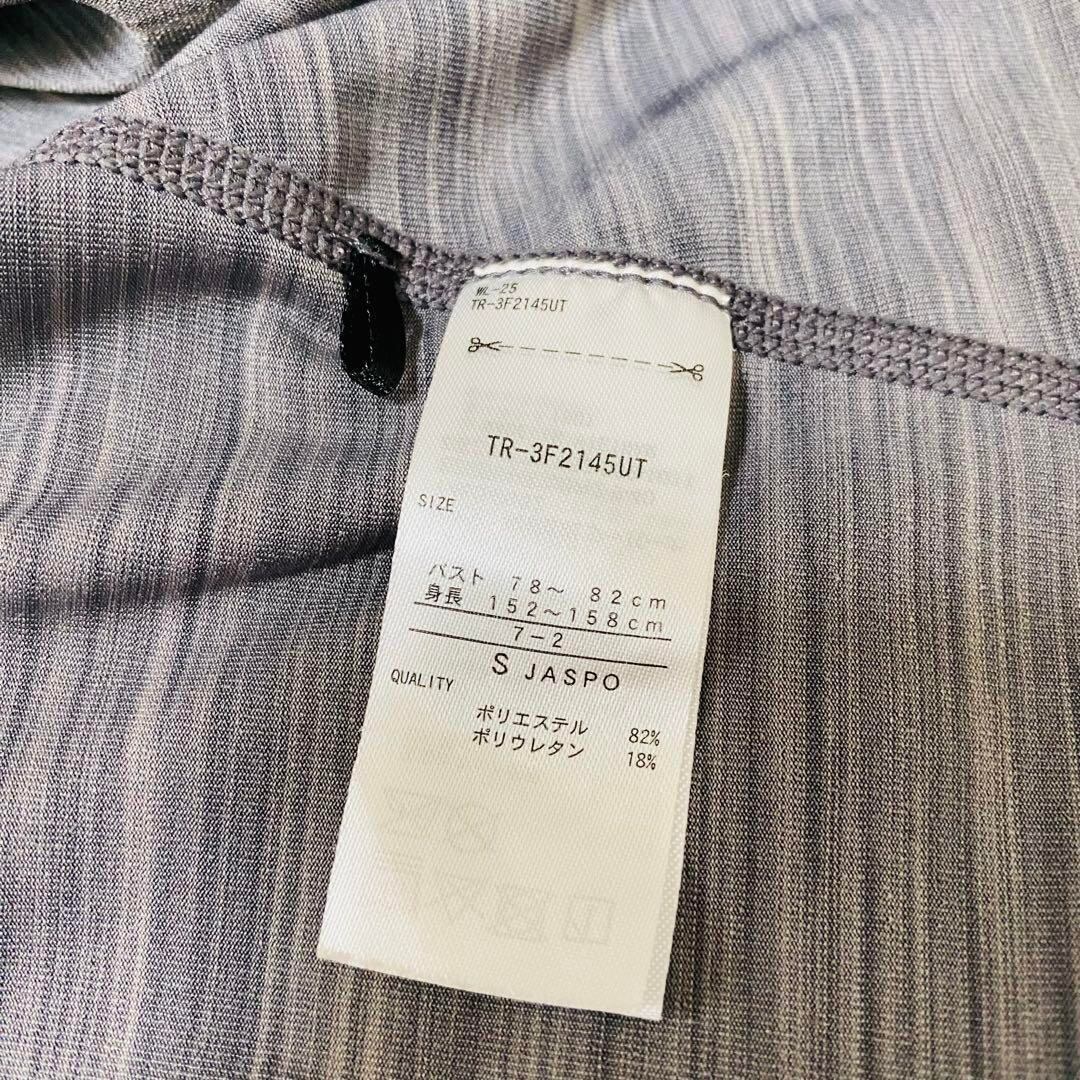 WL-25
TR-3F2145UT
TR-3F2145UT
SIZE
バスト 78～ 82cm
身長 152～158cm
7-2
S JASPO
QUALITY
ポリエステル 82%
ポリウレタン 18%